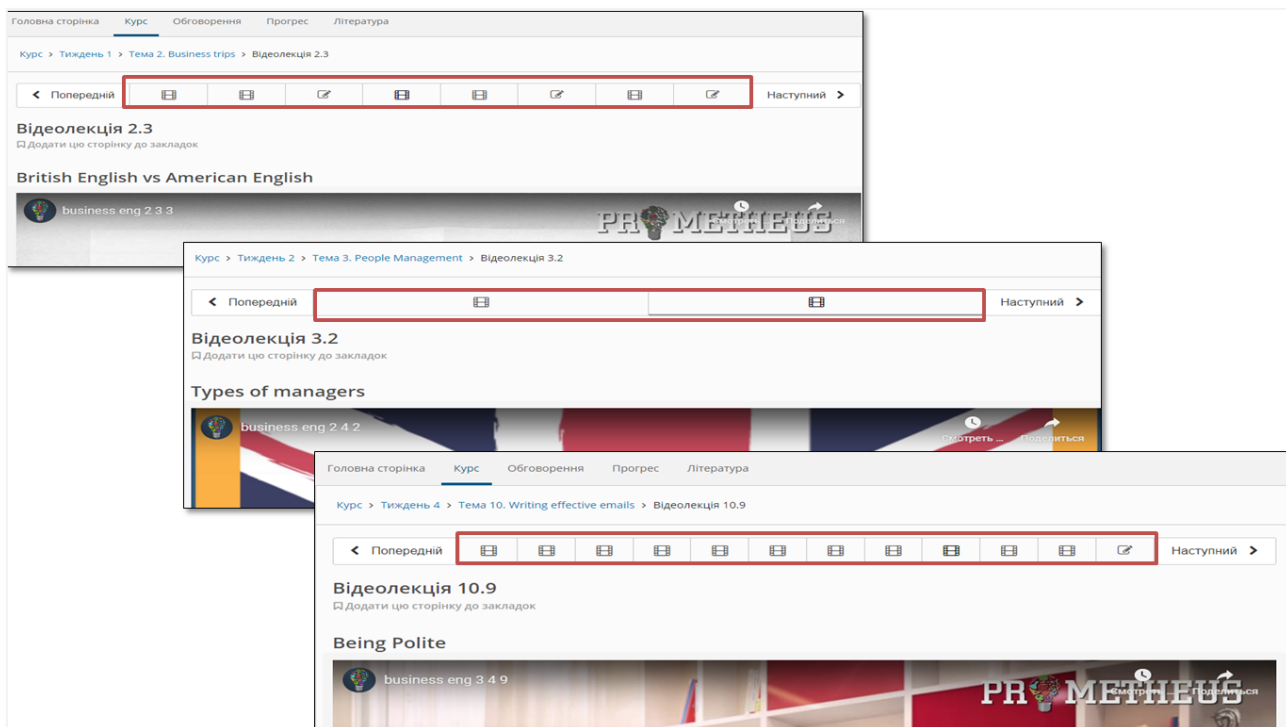 Головна сторінка Курс Обговорення Прогрес Література
Курс > Тиждень 1 > Тема 2. Business trips > Відеолекція 2.3
Попередній Наступний
Відеолекція 2.3
Додати цю сторінку до закладок
British English vs American English
business eng 2 3 3
PROMETHEUS
Поделиться
Курс > Тиждень 2 > Тема 3. People Management > Відеолекція 3.2
Попередній Наступний
Відеолекція 3.2
Додати цю сторінку до закладок
Types of managers
business eng 2 4 2
Смотреть ... Поделиться
Головна сторінка Курс Обговорення Прогрес Література
Курс > Тиждень 4 > Тема 10. Writing effective emails > Відеолекція 10.9
Попередній Наступний
Відеолекція 10.9
Додати цю сторінку до закладок
Being Polite
business eng 3 4 9
PROMETHEUS
Смотреть ... Поделиться